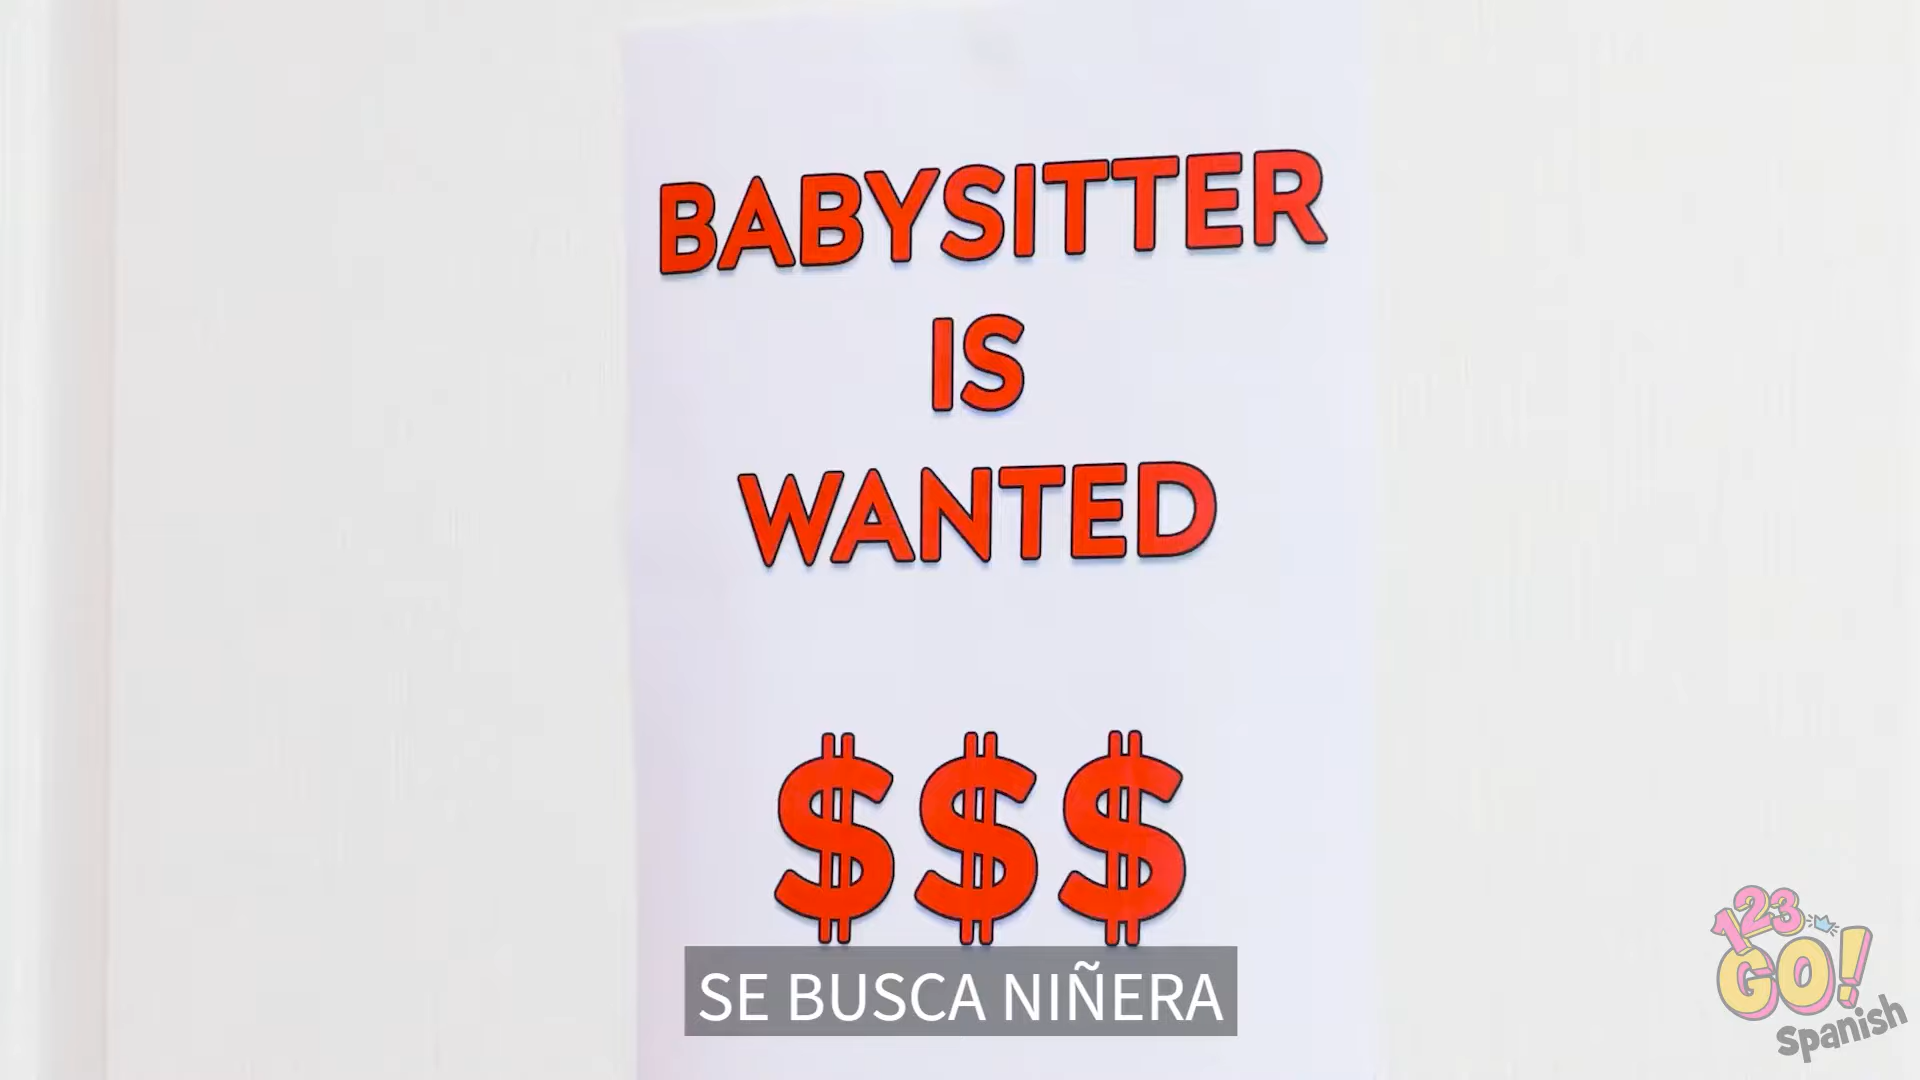 BABYSITTER
IS
WANTED
$$$
SE BUSCA NIÑERA
123
GO!
Spanish